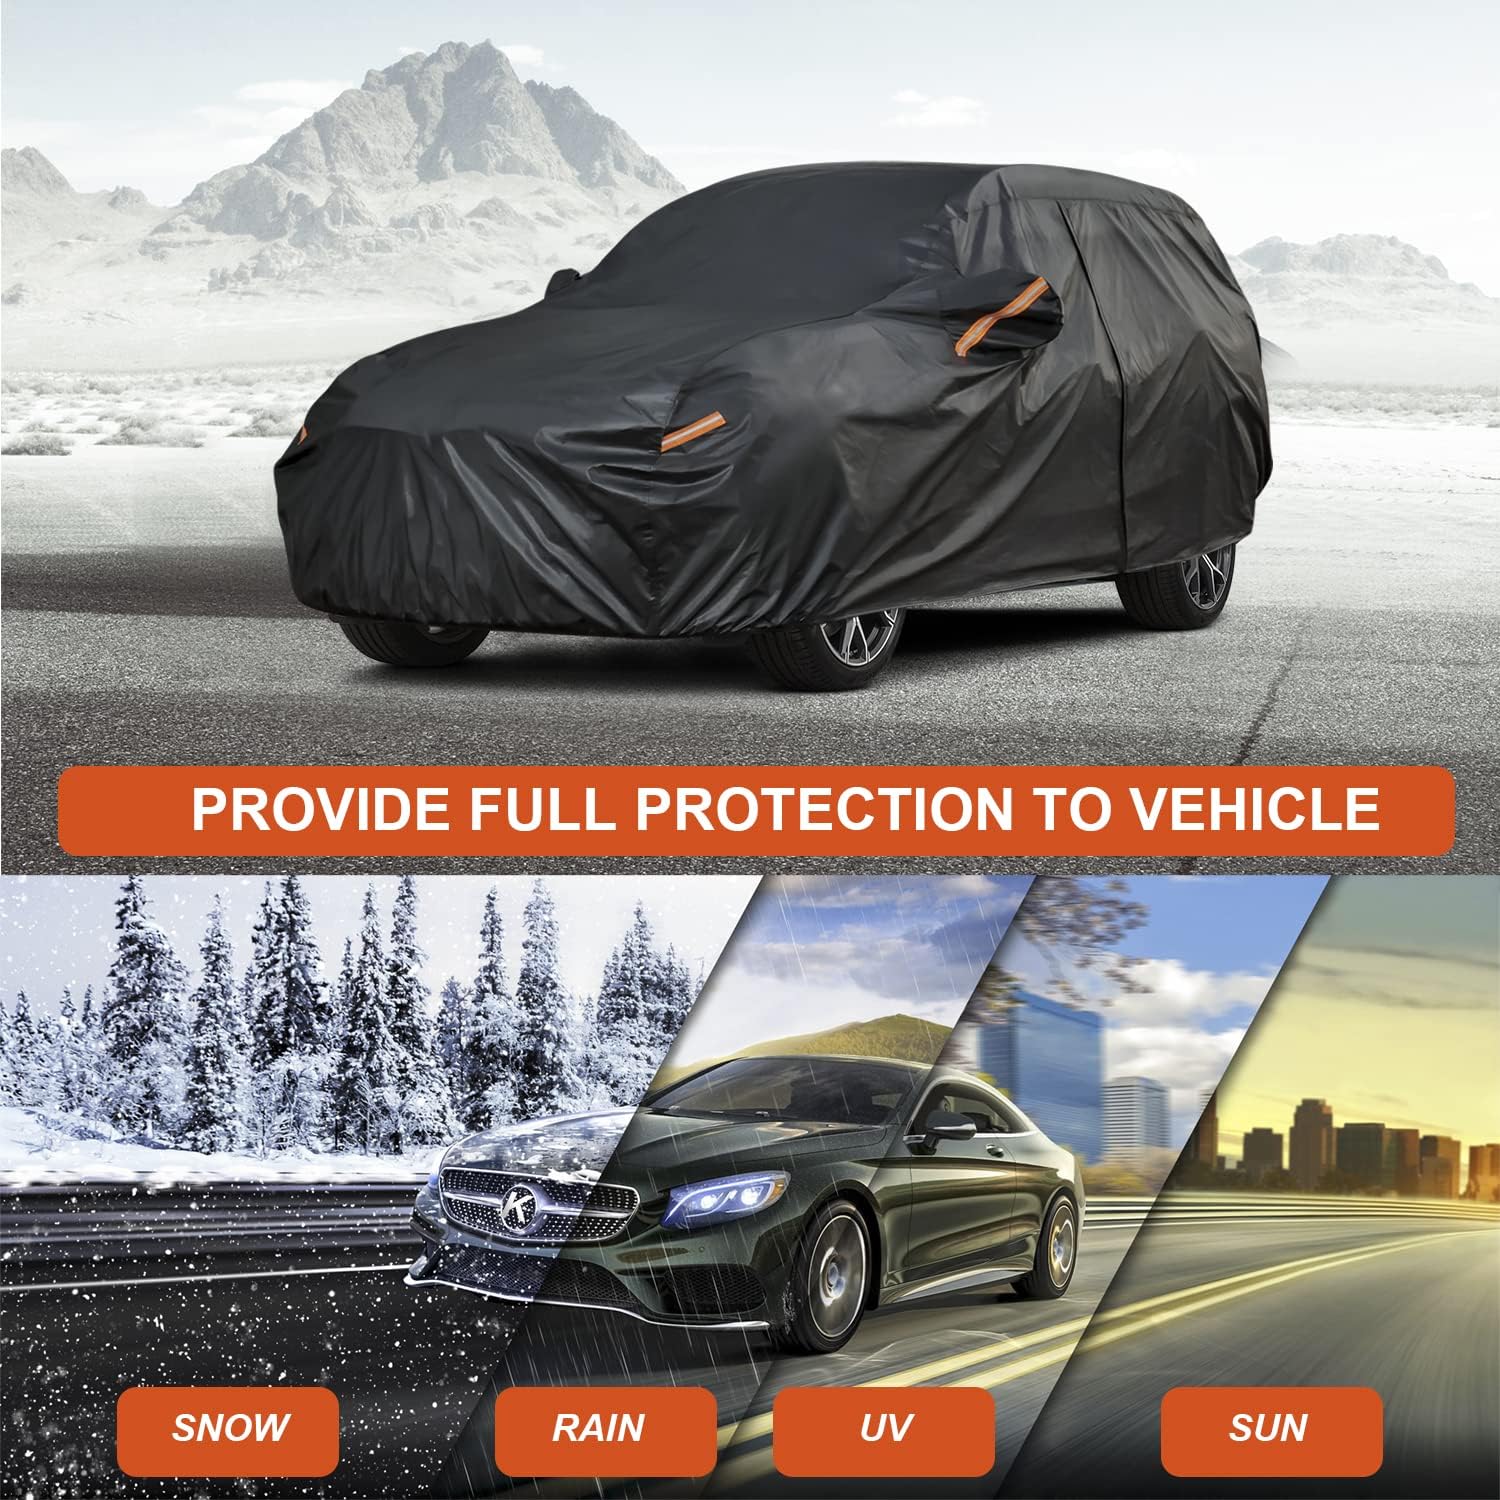 PROVIDE FULL PROTECTION TO VEHICLE
K
SNOW
RAIN
UV
SUN